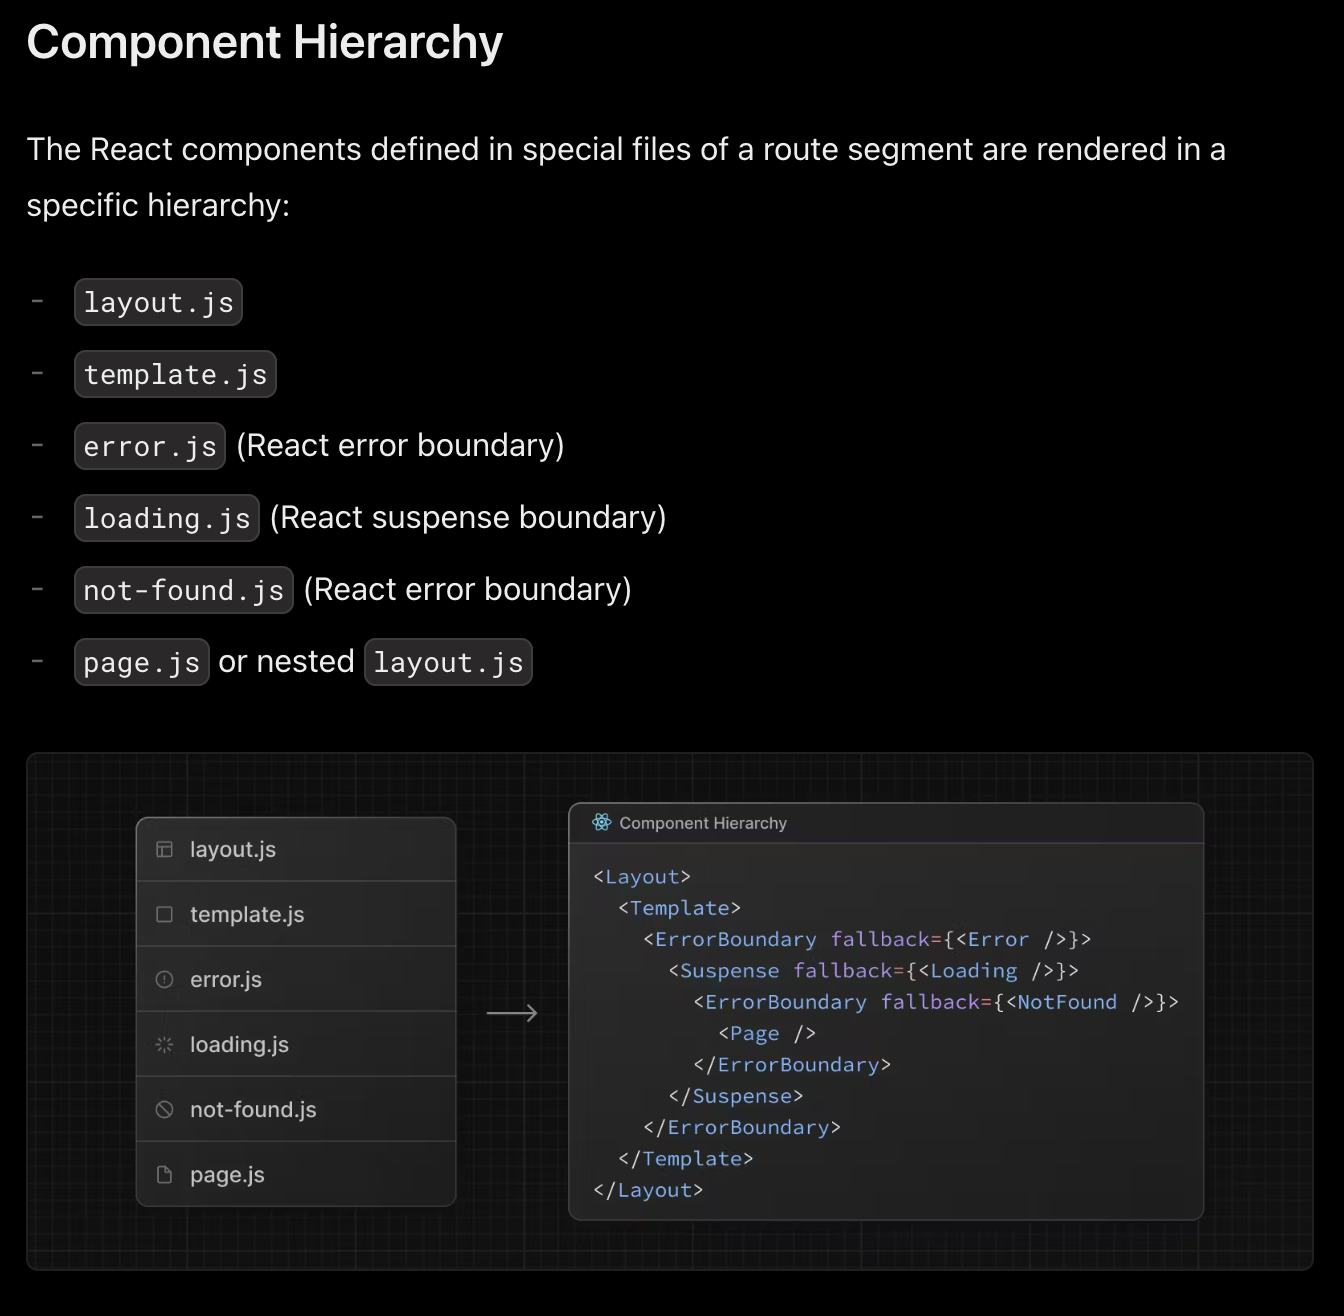 Component Hierarchy
The React components defined in special files of a route segment are rendered in a
specific hierarchy:
- layout.js
- template.js
- error.js (React error boundary)
- loading.js (React suspense boundary)
- not-found.js (React error boundary)
- page.js or nested layout.js
layout.js
template.js
error.js
loading.js
not-found.js
page.js
Component Hierarchy
<Layout>
  <Template>
    <ErrorBoundary fallback={<Error />}>
      <Suspense fallback={<Loading />}>
        <ErrorBoundary fallback={<NotFound />}>
          <Page />
        </ErrorBoundary>
      </Suspense>
    </ErrorBoundary>
  </Template>
</Layout>